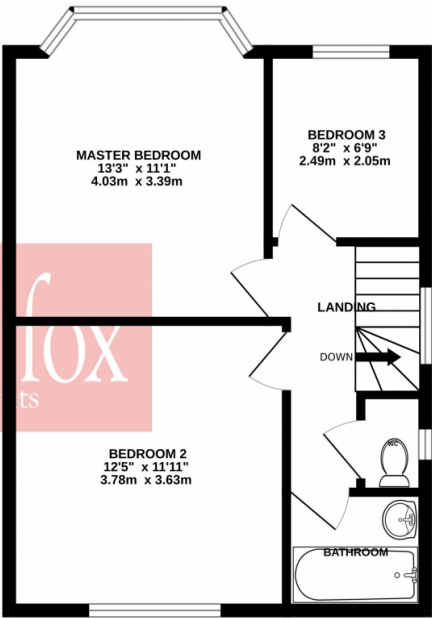 MASTER BEDROOM
13'3" x 11'1"
4.03m x 3.39m
BEDROOM 3
8'2" x 6'9"
2.49m x 2.05m
LANDING
DOWN
fox
ts
WC
BEDROOM 2
12'5" x 11'11"
3.78m x 3.63m
BATHROOM